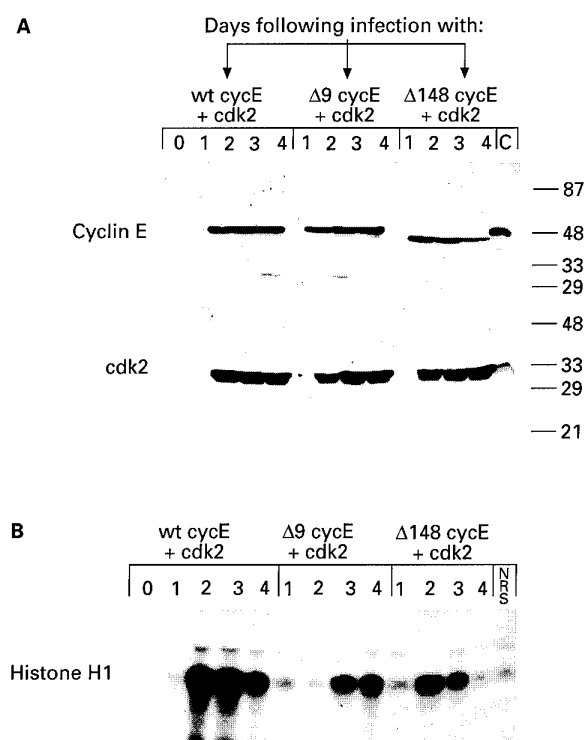 A
Days following infection with:
wt cycE + cdk2
Δ9 cycE + cdk2
Δ148 cycE + cdk2
0 1 2 3 4 1 2 3 4 1 2 3 4 C
Cyclin E
87
48
33
29
cdk2
48
33
29
21
B
wt cycE + cdk2
Δ9 cycE + cdk2
Δ148 cycE + cdk2
0 1 2 3 4 1 2 3 4 1 2 3 4 NRS
Histone H1